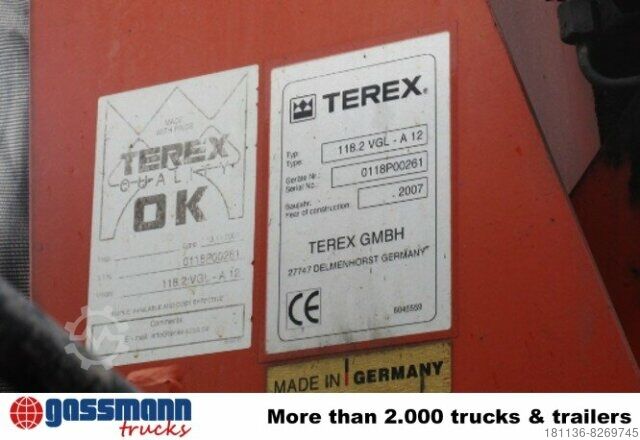 MADE
WITH PRIDE
TEREX
QUALITY
OK
0118P00261
118.2 VGL - A 12
Comments
TEREX®
Typ:
Type:
118.2 VGL - A 12
Geräte Nr.:
Serial No.:
0118P00261
Baujahr:
Year of construction:
2007
TEREX GMBH
27747 DELMENHORST GERMANY
CE
6045559
MADE IN GERMANY
gassmann
trucks
More than 2.000 trucks & trailers
181136-8269745